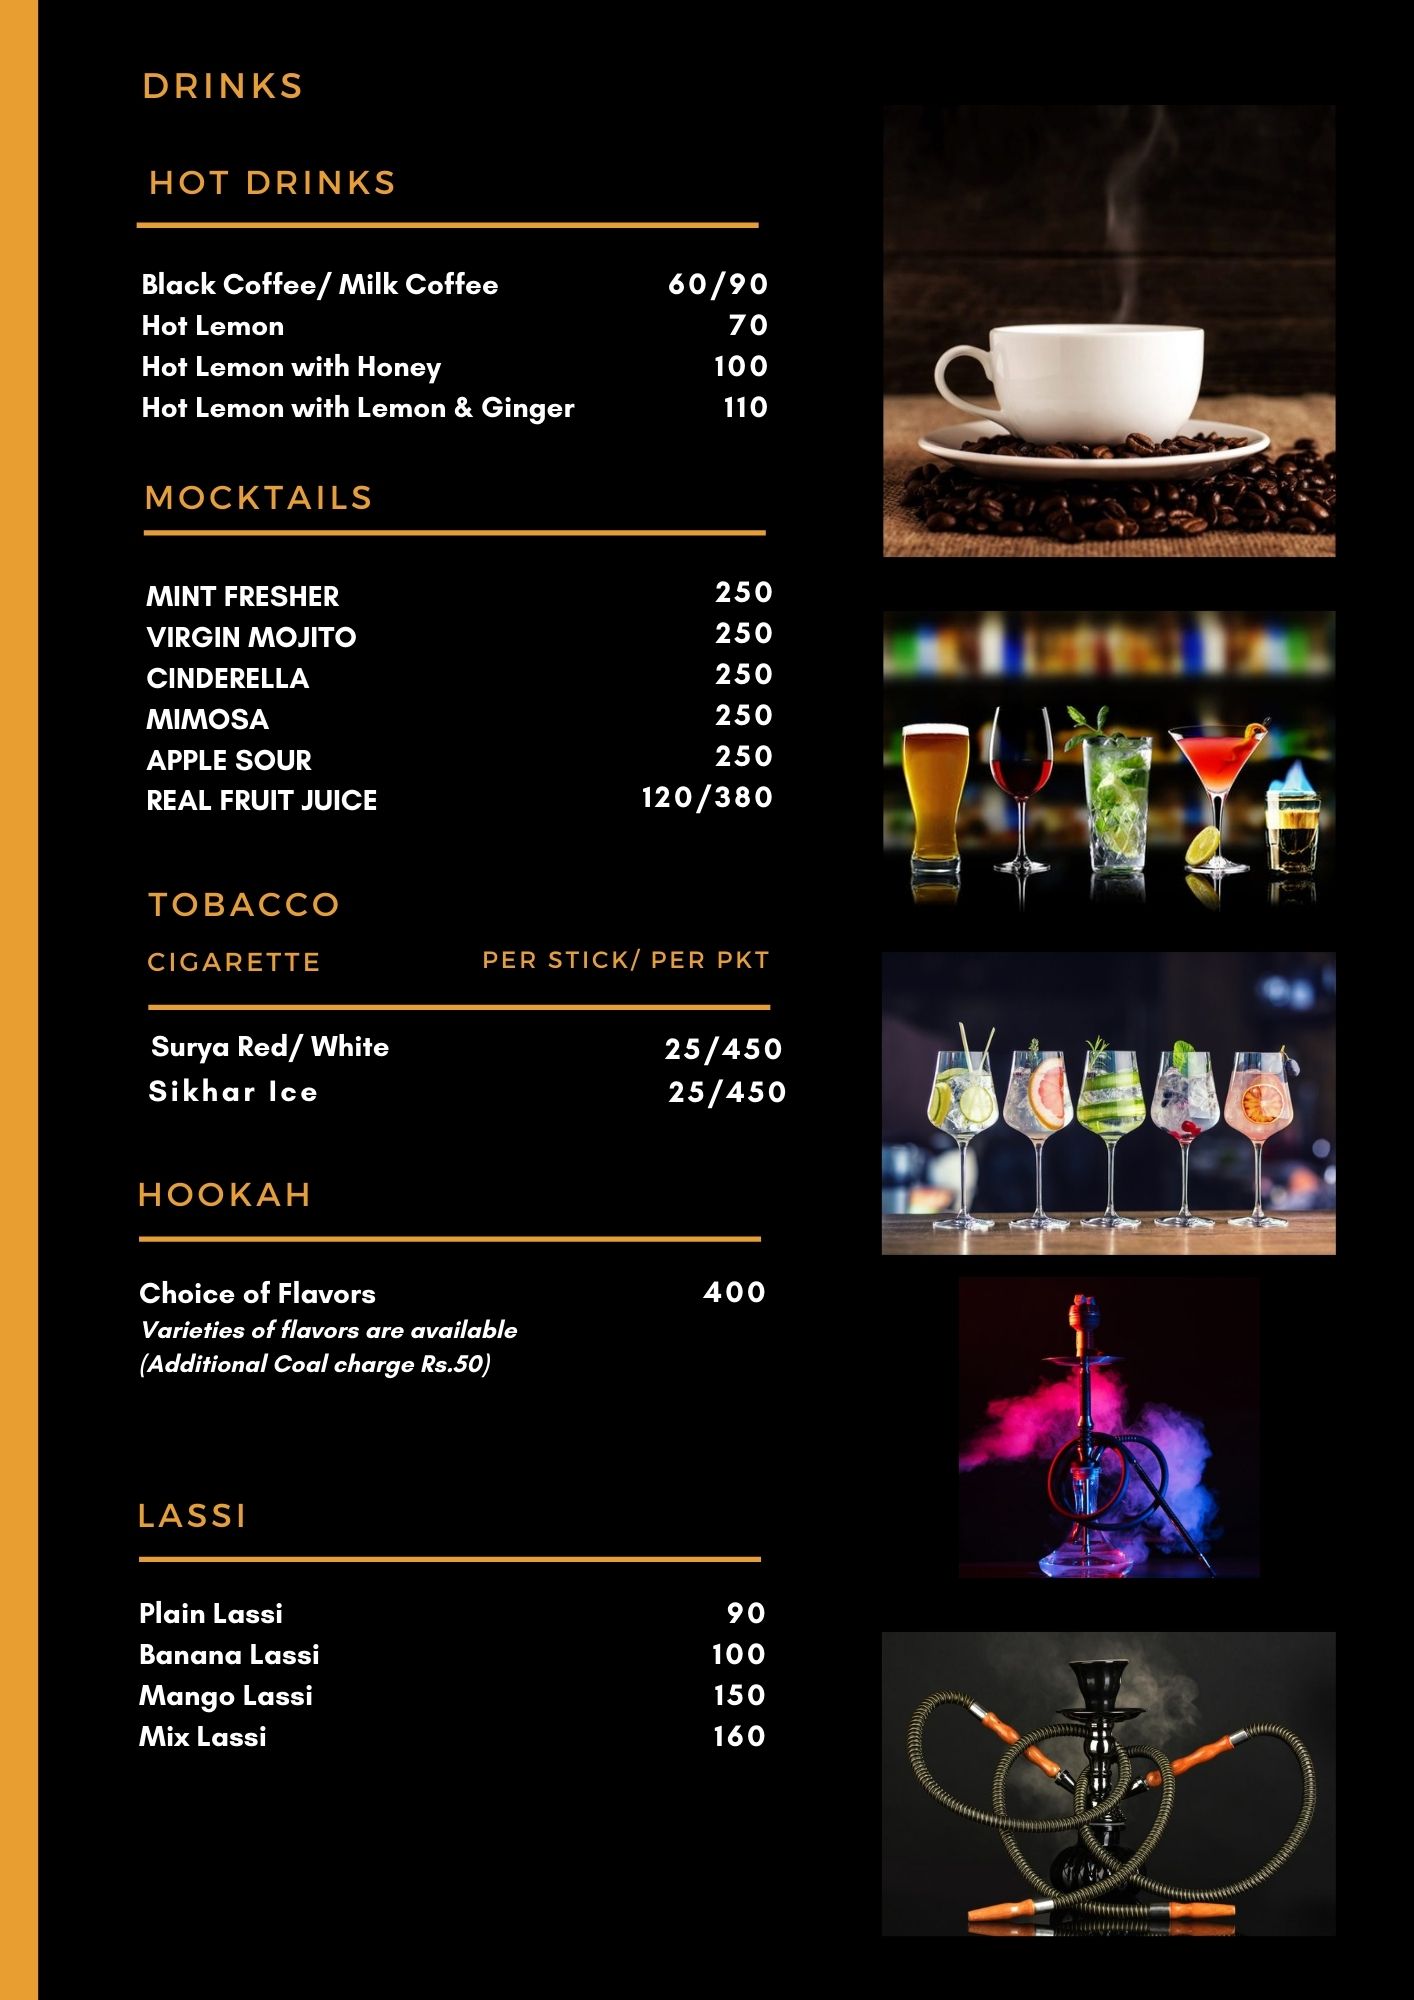 DRINKS
HOT DRINKS
Black Coffee/ Milk Coffee 60/90
Hot Lemon 70
Hot Lemon with Honey 100
Hot Lemon with Lemon & Ginger 110
MOCKTAILS
MINT FRESHER 250
VIRGIN MOJITO 250
CINDERELLA 250
MIMOSA 250
APPLE SOUR 250
REAL FRUIT JUICE 120/380
TOBACCO
CIGARETTE PER STICK/ PER PKT
Surya Red/ White 25/450
Sikhar Ice 25/450
HOOKAH
Choice of Flavors 400
Varieties of flavors are available
(Additional Coal charge Rs.50)
LASSI
Plain Lassi 90
Banana Lassi 100
Mango Lassi 150
Mix Lassi 160